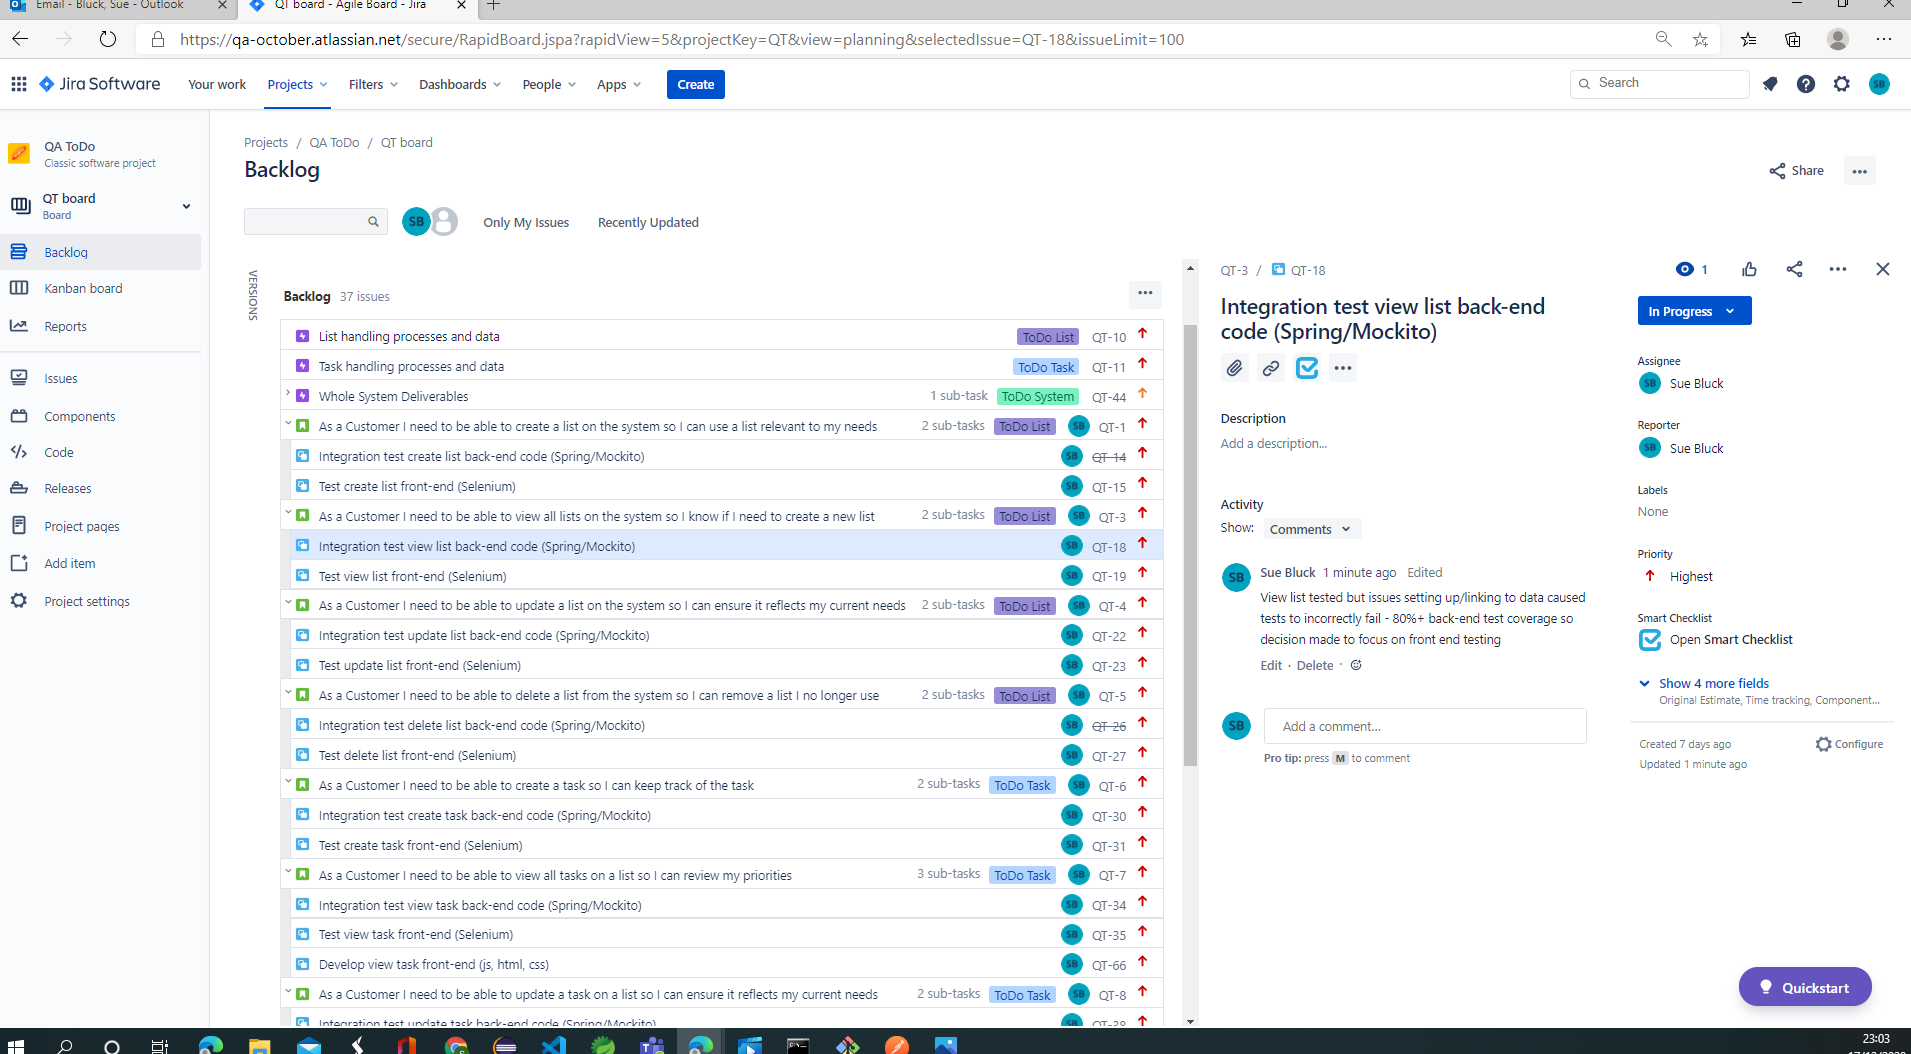 Email - Bluck, Sue - Outlook
QT board - Agile Board - Jira
https://qa-october.atlassian.net/secure/RapidBoard.jspa?rapidView=5&projectKey=QT&view=planning&selectedIssue=QT-18&issueLimit=100
Jira Software
Your work
Projects
Filters
Dashboards
People
Apps
Create
Search
SB
QA ToDo
Classic software project
QT board
Board
Backlog
Kanban board
Reports
Issues
Components
Code
Releases
Project pages
Add item
Project settings
Projects / QA ToDo / QT board
Backlog
Share
SB
Only My Issues
Recently Updated
VERSIONS
Backlog 37 issues
List handling processes and data ToDo List QT-10
Task handling processes and data ToDo Task QT-11
Whole System Deliverables 1 sub-task ToDo System QT-44
As a Customer I need to be able to create a list on the system so I can use a list relevant to my needs 2 sub-tasks ToDo List SB QT-1
Integration test create list back-end code (Spring/Mockito) SB QT-14
Test create list front-end (Selenium) SB QT-15
As a Customer I need to be able to view all lists on the system so I know if I need to create a new list 2 sub-tasks ToDo List SB QT-3
Integration test view list back-end code (Spring/Mockito) SB QT-18
Test view list front-end (Selenium) SB QT-19
As a Customer I need to be able to update a list on the system so I can ensure it reflects my current needs 2 sub-tasks ToDo List SB QT-4
Integration test update list back-end code (Spring/Mockito) SB QT-22
Test update list front-end (Selenium) SB QT-23
As a Customer I need to be able to delete a list from the system so I can remove a list I no longer use 2 sub-tasks ToDo List SB QT-5
Integration test delete list back-end code (Spring/Mockito) SB QT-26
Test delete list front-end (Selenium) SB QT-27
As a Customer I need to be able to create a task so I can keep track of the task 2 sub-tasks ToDo Task SB QT-6
Integration test create task back-end code (Spring/Mockito) SB QT-30
Test create task front-end (Selenium) SB QT-31
As a Customer I need to be able to view all tasks on a list so I can review my priorities 3 sub-tasks ToDo Task SB QT-7
Integration test view task back-end code (Spring/Mockito) SB QT-34
Test view task front-end (Selenium) SB QT-35
Develop view task front-end (js, html, css) SB QT-66
As a Customer I need to be able to update a task on a list so I can ensure it reflects my current needs 2 sub-tasks ToDo Task SB QT-8
Integration test update task back-end code (Spring/Mockito) SB QT-38
QT-3 / QT-18
1
Integration test view list back-end
code (Spring/Mockito)
Description
Add a description...
Activity
Show: Comments
SB Sue Bluck 1 minute ago Edited
View list tested but issues setting up/linking to data caused
tests to incorrectly fail - 80%+ back-end test coverage so
decision made to focus on front end testing
Edit · Delete ·
SB Add a comment...
Pro tip: press M to comment
In Progress
Assignee
SB Sue Bluck
Reporter
SB Sue Bluck
Labels
None
Priority
Highest
Smart Checklist
Open Smart Checklist
Show 4 more fields
Original Estimate, Time tracking, Component...
Created 7 days ago
Configure
Updated 1 minute ago
Quickstart
23:03